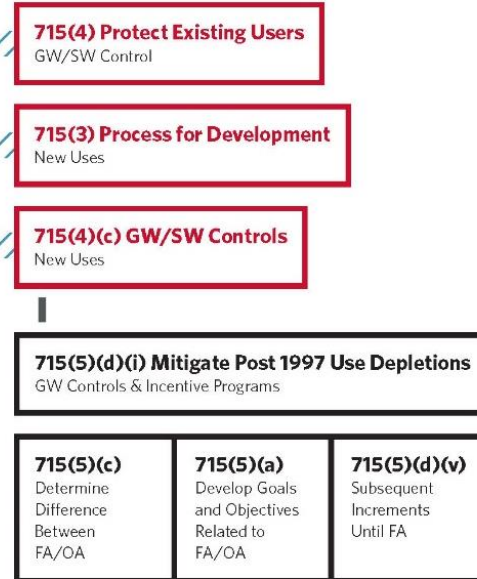 715(4) Protect Existing Users
GW/SW Control
715(3) Process for Development
New Uses
715(4)(c) GW/SW Controls
New Uses
715(5)(d)(i) Mitigate Post 1997 Use Depletions
GW Controls & Incentive Programs
715(5)(c)
Determine
Difference
Between
FA/OA
715(5)(a)
Develop Goals
and Objectives
Related to
FA/OA
715(5)(d)(v)
Subsequent
Increments
Until FA